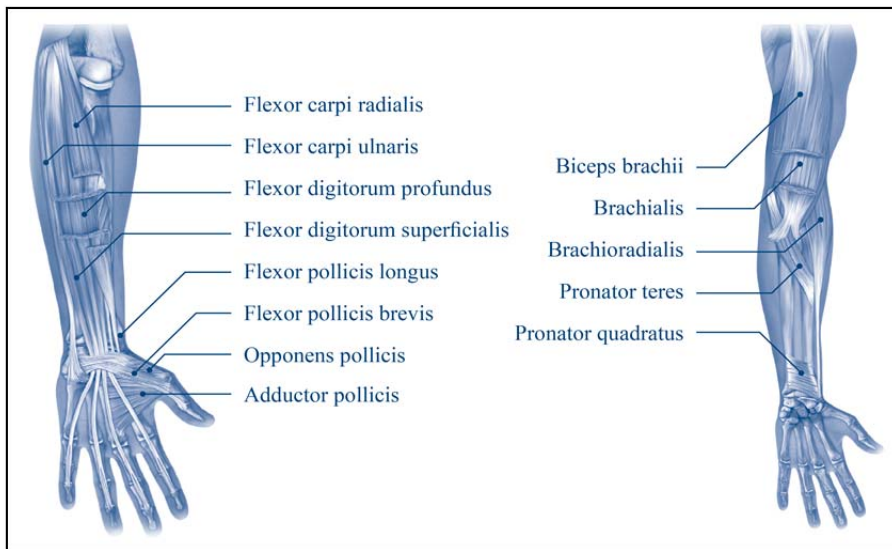 Flexor carpi radialis
Flexor carpi ulnaris
Flexor digitorum profundus
Flexor digitorum superficialis
Flexor pollicis longus
Flexor pollicis brevis
Opponens pollicis
Adductor pollicis
Biceps brachii
Brachialis
Brachioradialis
Pronator teres
Pronator quadratus